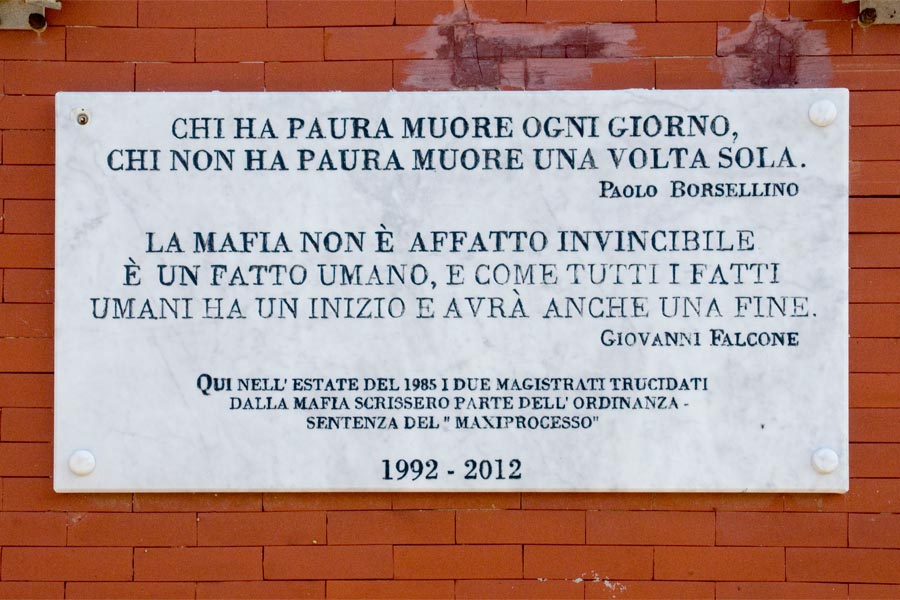 CHI HA PAURA MUORE OGNI GIORNO,
CHI NON HA PAURA MUORE UNA VOLTA SOLA.
PAOLO BORSELLINO
LA MAFIA NON È AFFATTO INVINCIBILE
È UN FATTO UMANO, E COME TUTTI I FATTI
UMANI HA UN INIZIO E AVRÀ ANCHE UNA FINE.
GIOVANNI FALCONE
QUI NELL' ESTATE DEL 1985 I DUE MAGISTRATI TRUCIDATI
DALLA MAFIA SCRISSERO PARTE DELL' ORDINANZA -
SENTENZA DEL " MAXIPROCESSO"
1992 - 2012